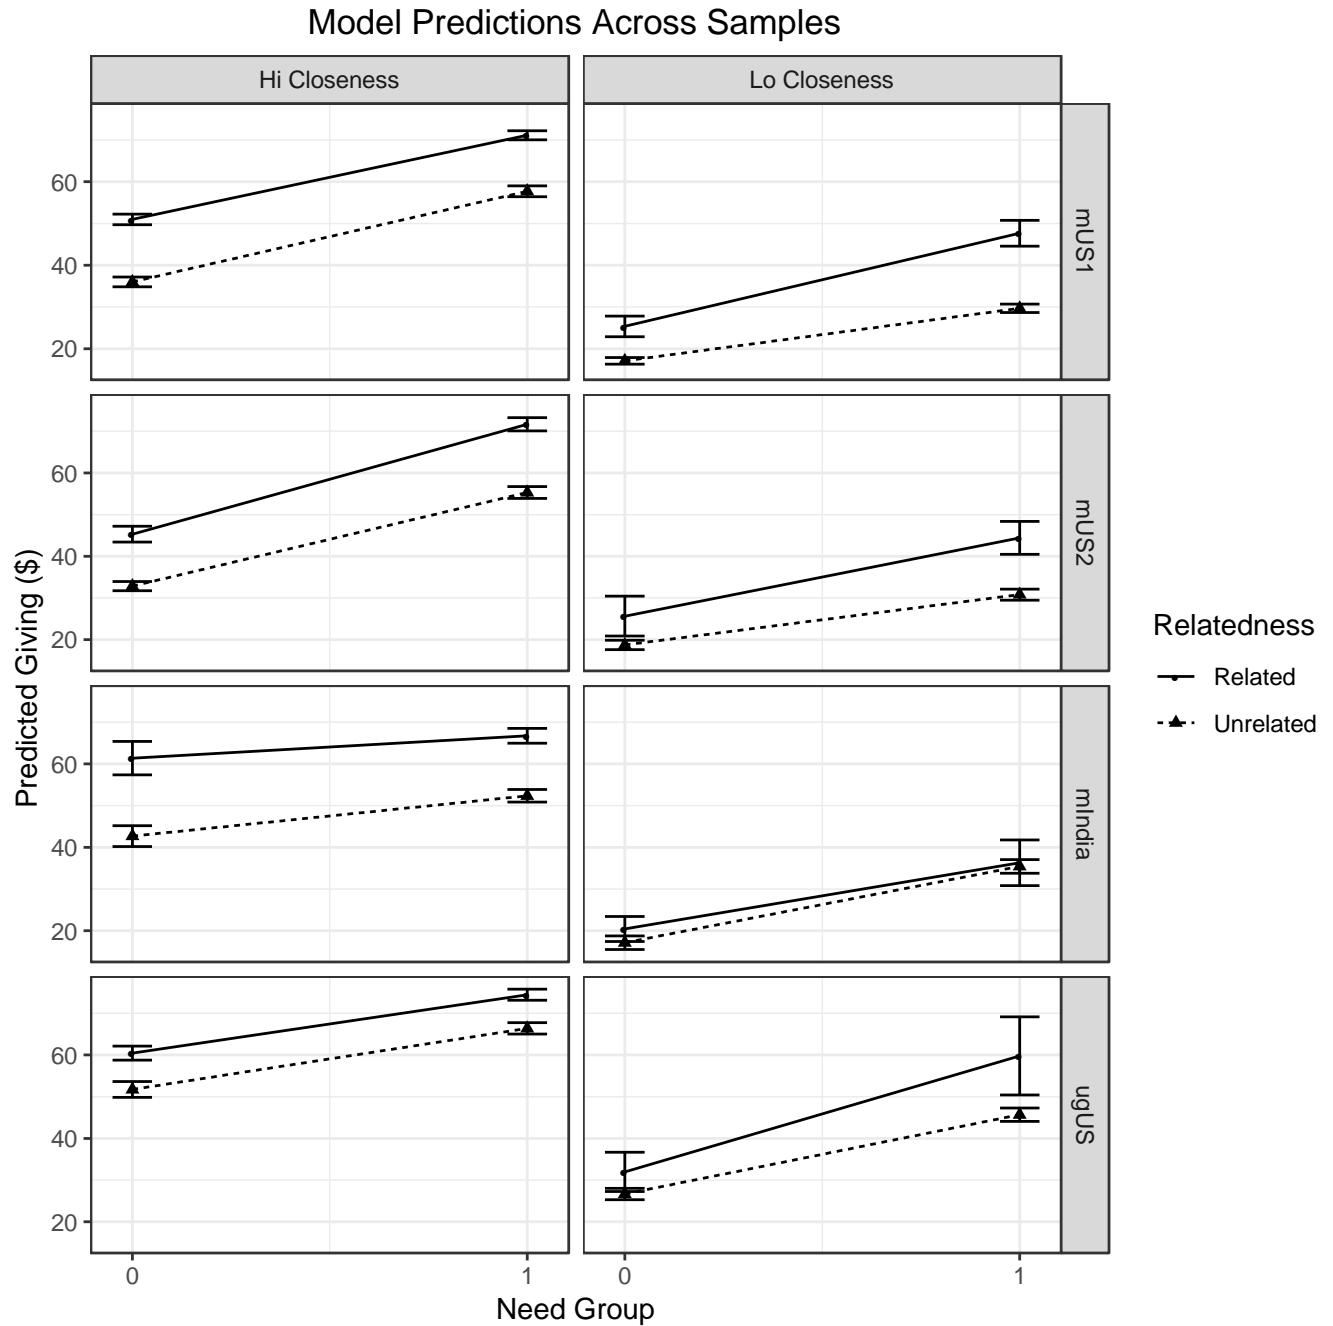 Model Predictions Across Samples
Hi Closeness
Lo Closeness
60
40
20
mUS1
60
40
20
mUS2
60
40
20
mIndia
60
40
20
ugUS
0
1
0
1
Need Group
Predicted Giving ($)
Relatedness
Related
Unrelated